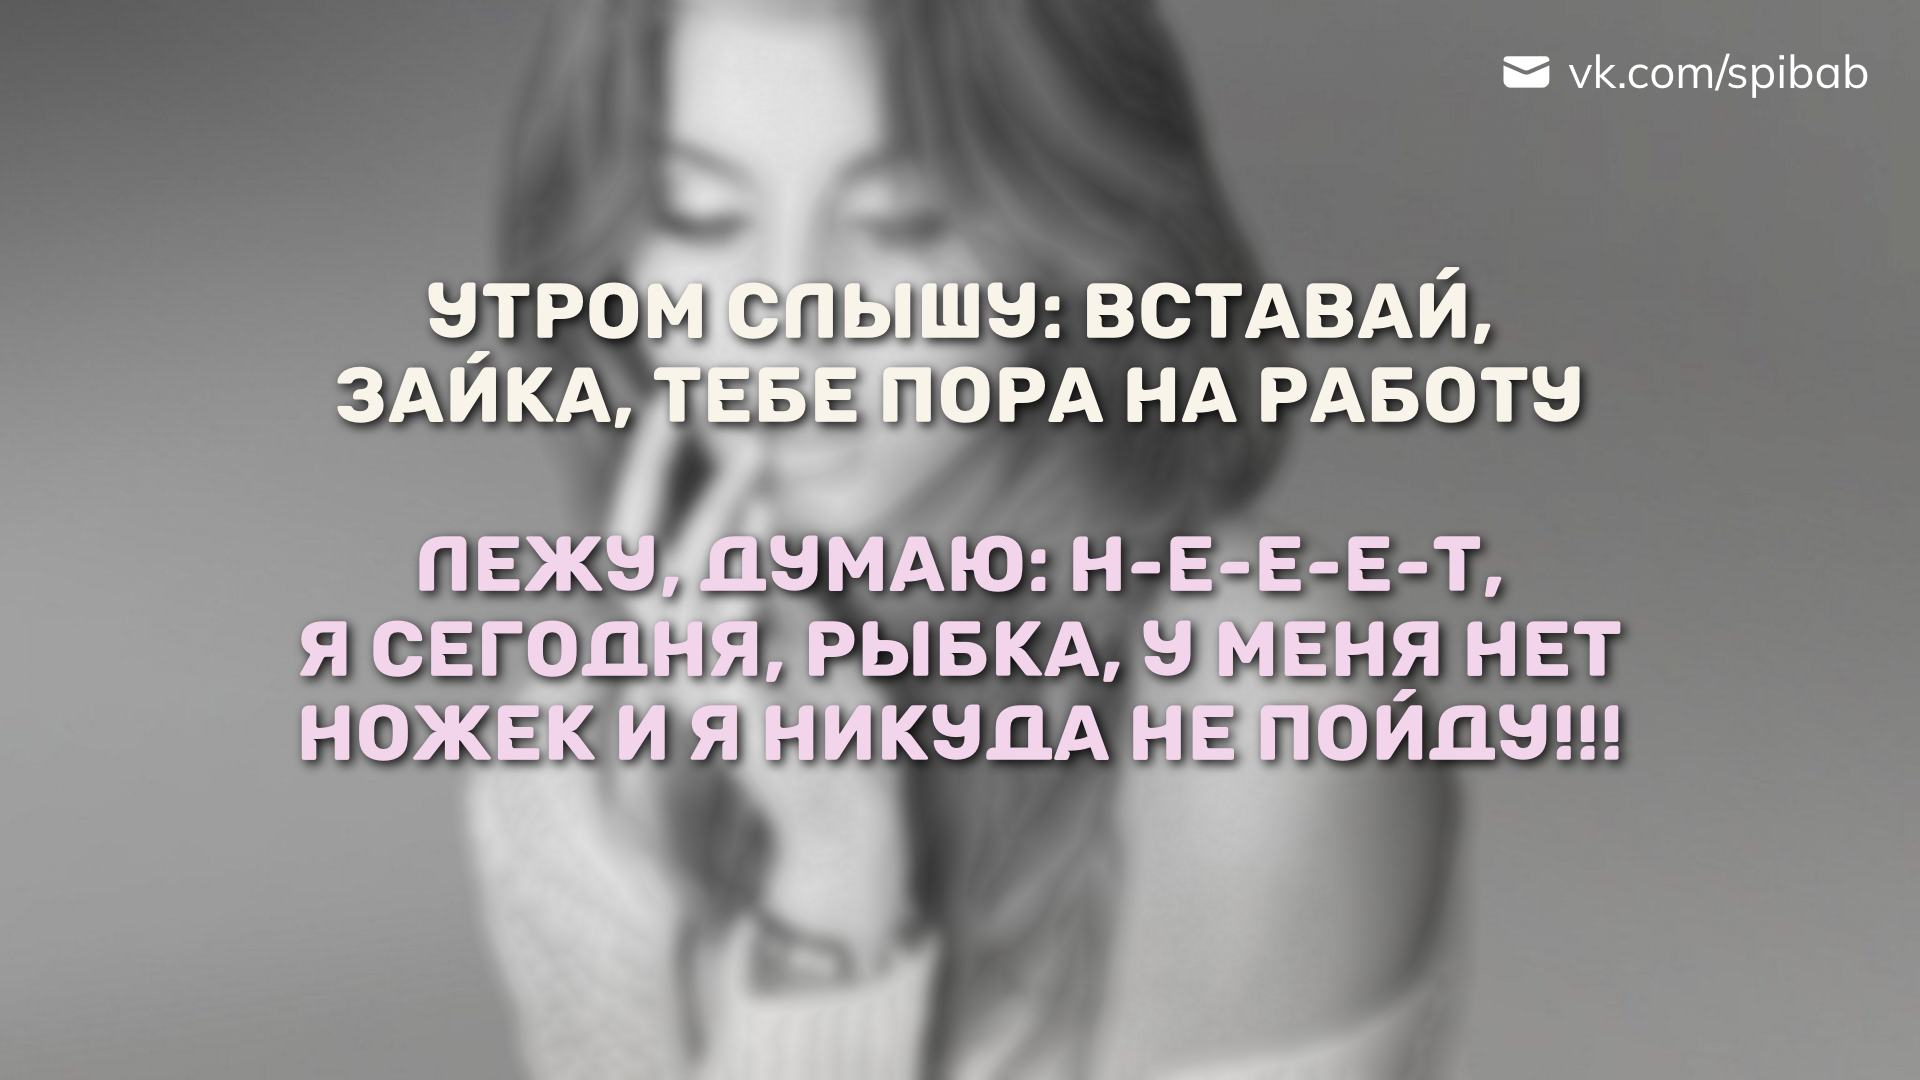 vk.com/spibab
УТРОМ СЛЫШУ: ВСТАВАЙ,
ЗАЙКА, ТЕБЕ ПОРА НА РАБОТУ
ЛЕЖУ, ДУМАЮ: Н-Е-Е-Е-Т,
Я СЕГОДНЯ, РЫБКА, У МЕНЯ НЕТ
НОЖЕК И Я НИКУДА НЕ ПОЙДУ!!!